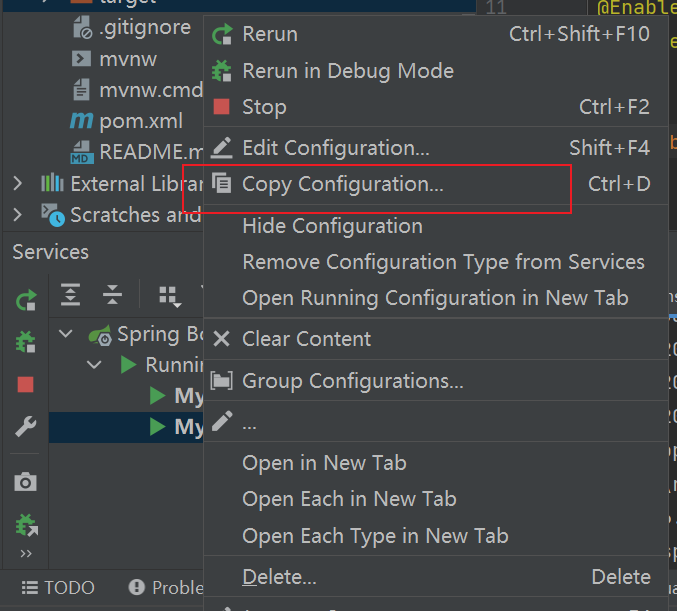 target
11
@Enable
.gitignore
mvnw
mvnw.cmd
pom.xml
MD README.m
External Librar
Scratches and
Services
Spring Bo
Runnin
My
My
TODO
Proble
Rerun Ctrl+Shift+F10
Rerun in Debug Mode
Stop Ctrl+F2
Edit Configuration... Shift+F4
Copy Configuration... Ctrl+D
Hide Configuration
Remove Configuration Type from Services
Open Running Configuration in New Tab
Clear Content
Group Configurations...
...
Open in New Tab
Open Each in New Tab
Open Each Type in New Tab
Delete... Delete